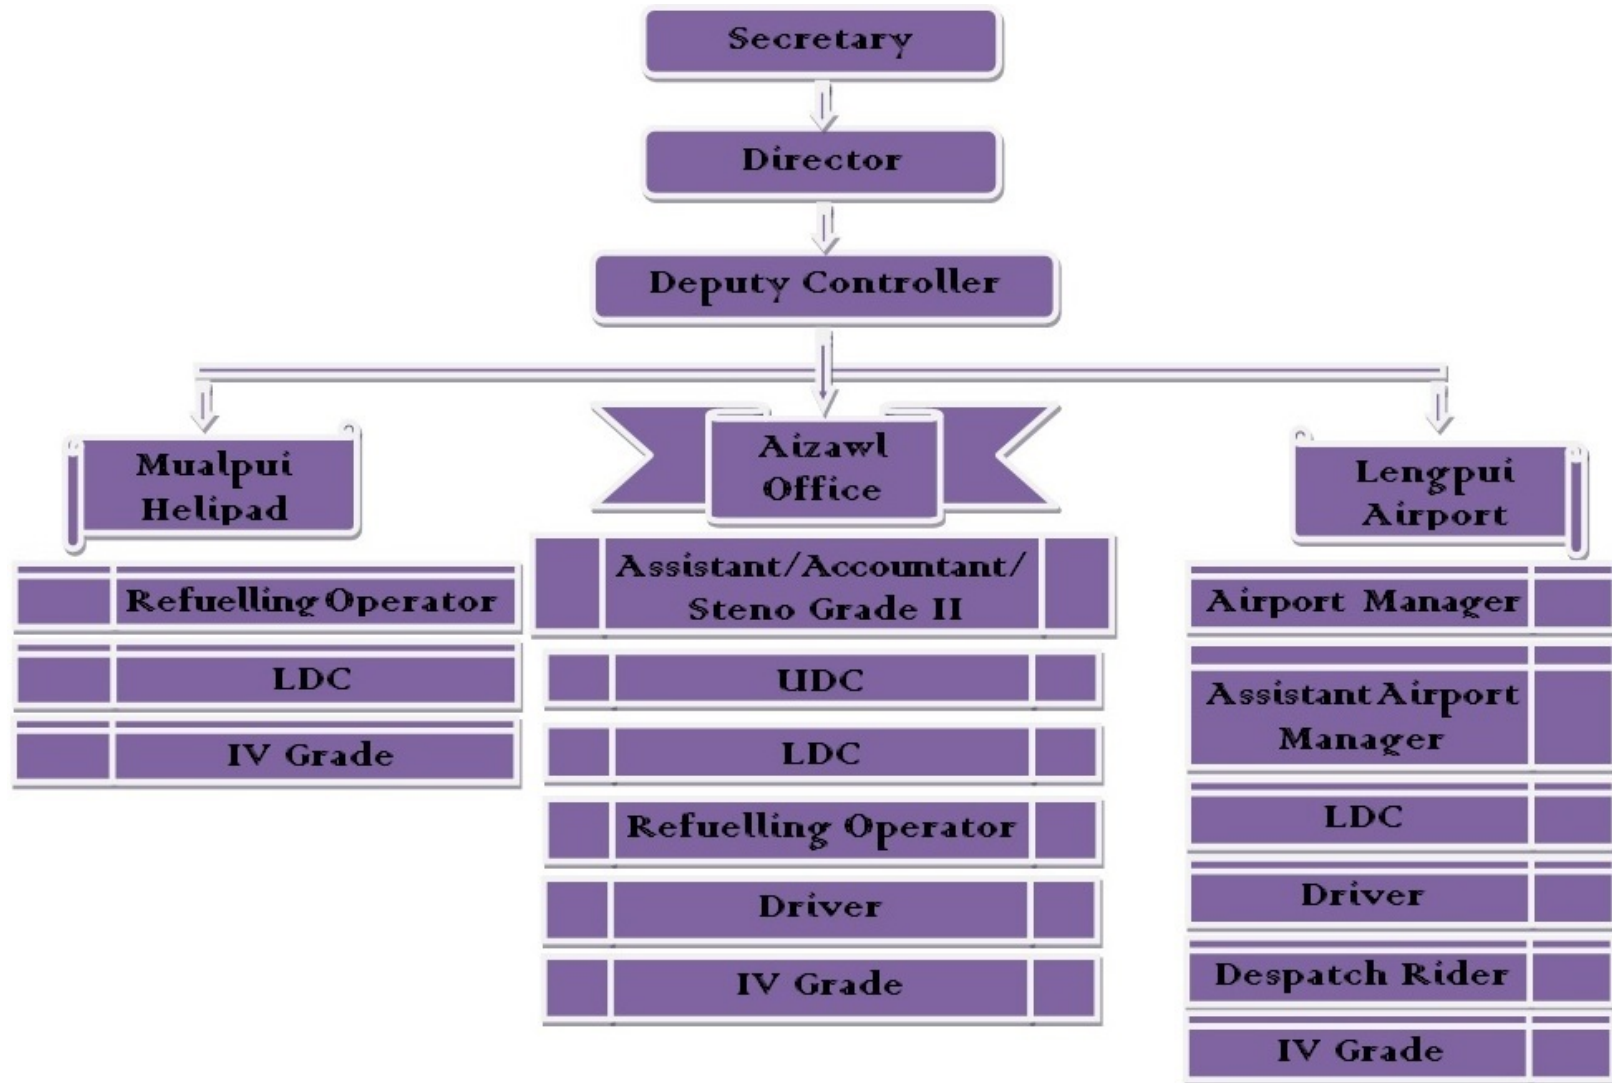 Secretary
Director
Deputy Controller
Mualpui
Helipad
Refuelling Operator
LDC
IV Grade
Aizawl
Office
Assistant/Accountant/
Steno Grade II
UDC
LDC
Refuelling Operator
Driver
IV Grade
Lengpui
Airport
Airport Manager
Assistant Airport
Manager
LDC
Driver
Despatch Rider
IV Grade